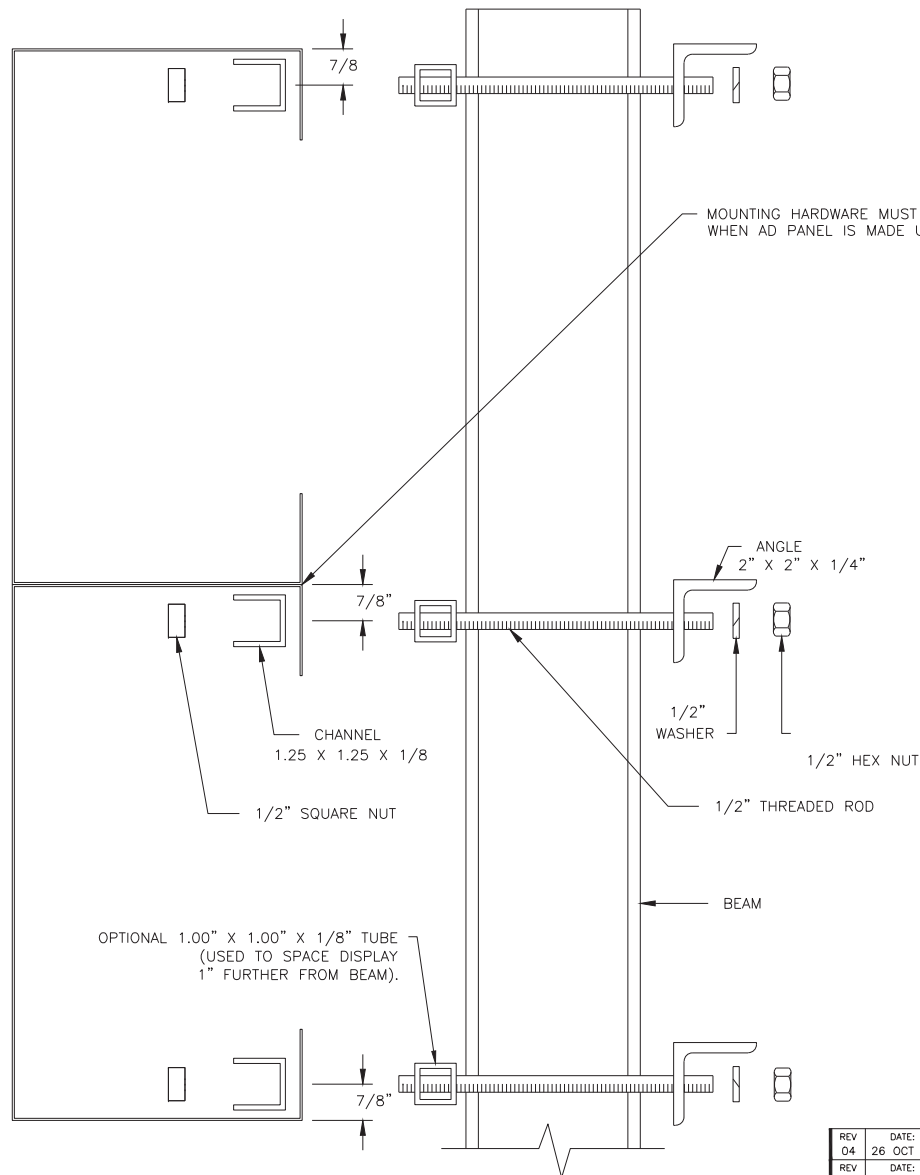 7/8
MOUNTING HARDWARE MUST
WHEN AD PANEL IS MADE
ANGLE
2” X 2” X 1/4”
7/8”
1/2”
WASHER
CHANNEL
1.25 X 1.25 X 1/8
1/2” HEX NUT
1/2” SQUARE NUT
1/2” THREADED ROD
BEAM
OPTIONAL 1.00” X 1.00” X 1/8” TUBE
(USED TO SPACE DISPLAY
1” FURTHER FROM BEAM).
7/8”
REV DATE:
04 26 OCT
REV DATE: